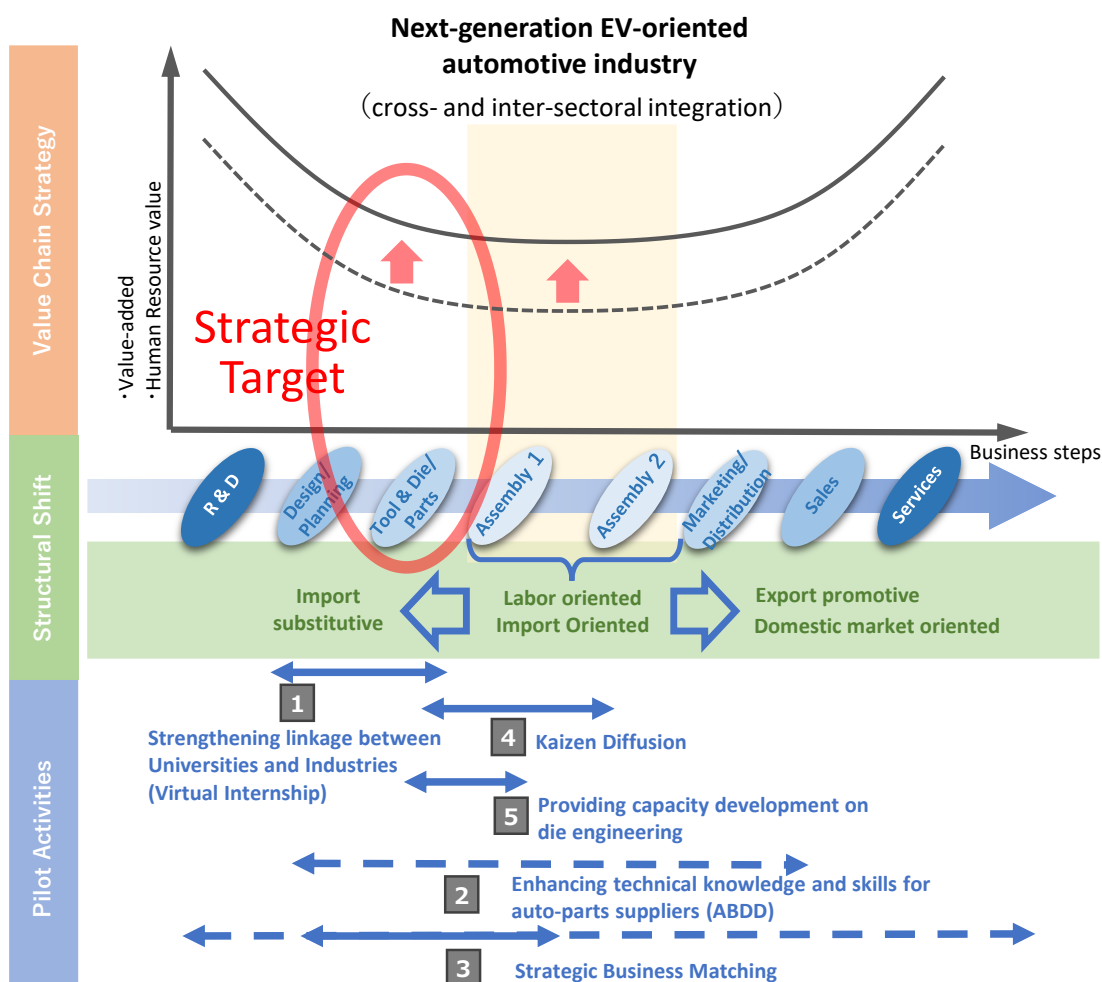 Next-generation EV-oriented
automotive industry
（cross- and inter-sectoral integration）
Value Chain Strategy
・Value-added
・Human Resource value
Strategic
Target
Business steps
Structural Shift
R & D
Design/
Planning
Tool & Die/
Parts
Assembly 1
Assembly 2
Marketing/
Distribution
Sales
Services
Import
substitutive
Labor oriented
Import Oriented
Export promotive
Domestic market oriented
Pilot Activities
1
Strengthening linkage between
Universities and Industries
(Virtual Internship)
4
Kaizen Diffusion
5
Providing capacity development on
die engineering
2
Enhancing technical knowledge and skills for
auto-parts suppliers (ABDD)
3
Strategic Business Matching